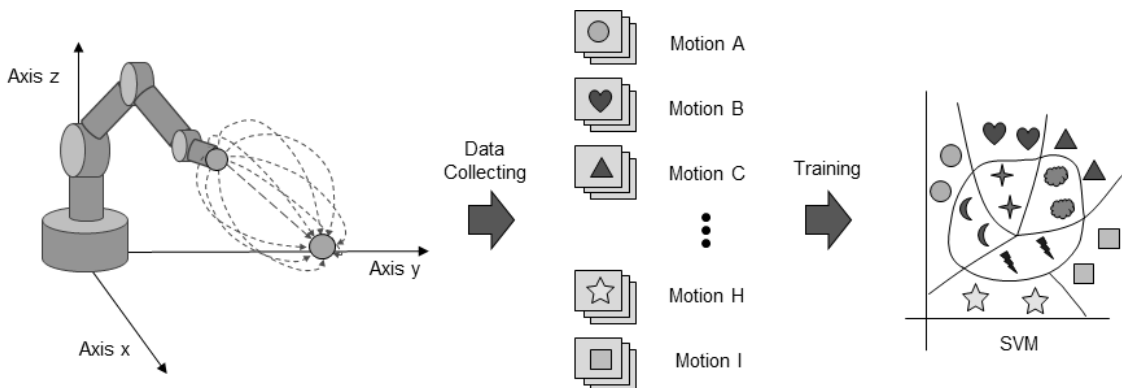 Axis z
Axis y
Axis x
Data
Collecting
Motion A
Motion B
Motion C
Motion H
Motion I
Training
SVM